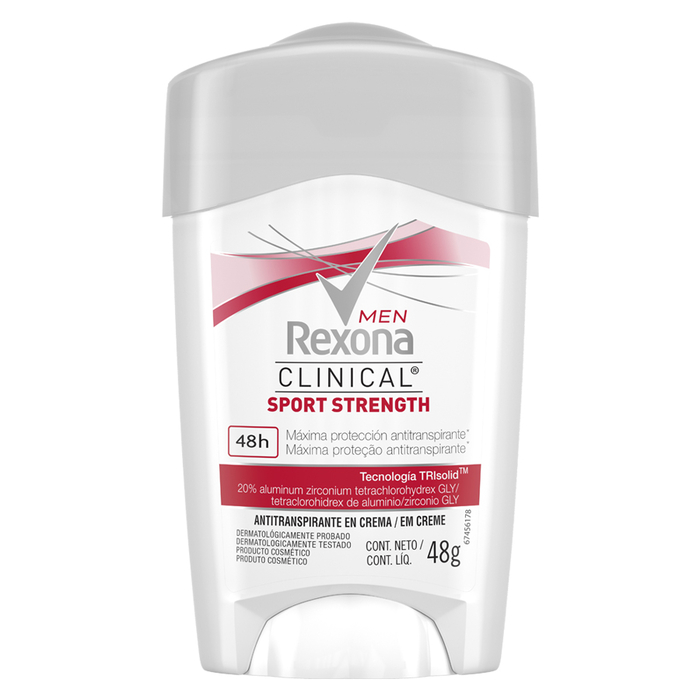 MEN
Rexona
CLINICAL®
SPORT STRENGTH
48h
Máxima protección antitranspirante*
Máxima proteção antitranspirante*
Tecnología TRIsolid™
20% aluminum zirconium tetrachlorohydrex GLY/
tetraclorohidrex de aluminio/zirconio GLY
ANTITRANSPIRANTE EN CREMA / EM CREME
DERMATOLÓGICAMENTE PROBADO
DERMATOLOGICAMENTE TESTADO
PRODUCTO COSMÉTICO
PRODUTO COSMÉTICO
CONT. NETO /
CONT. LÍQ.
48g
67456178